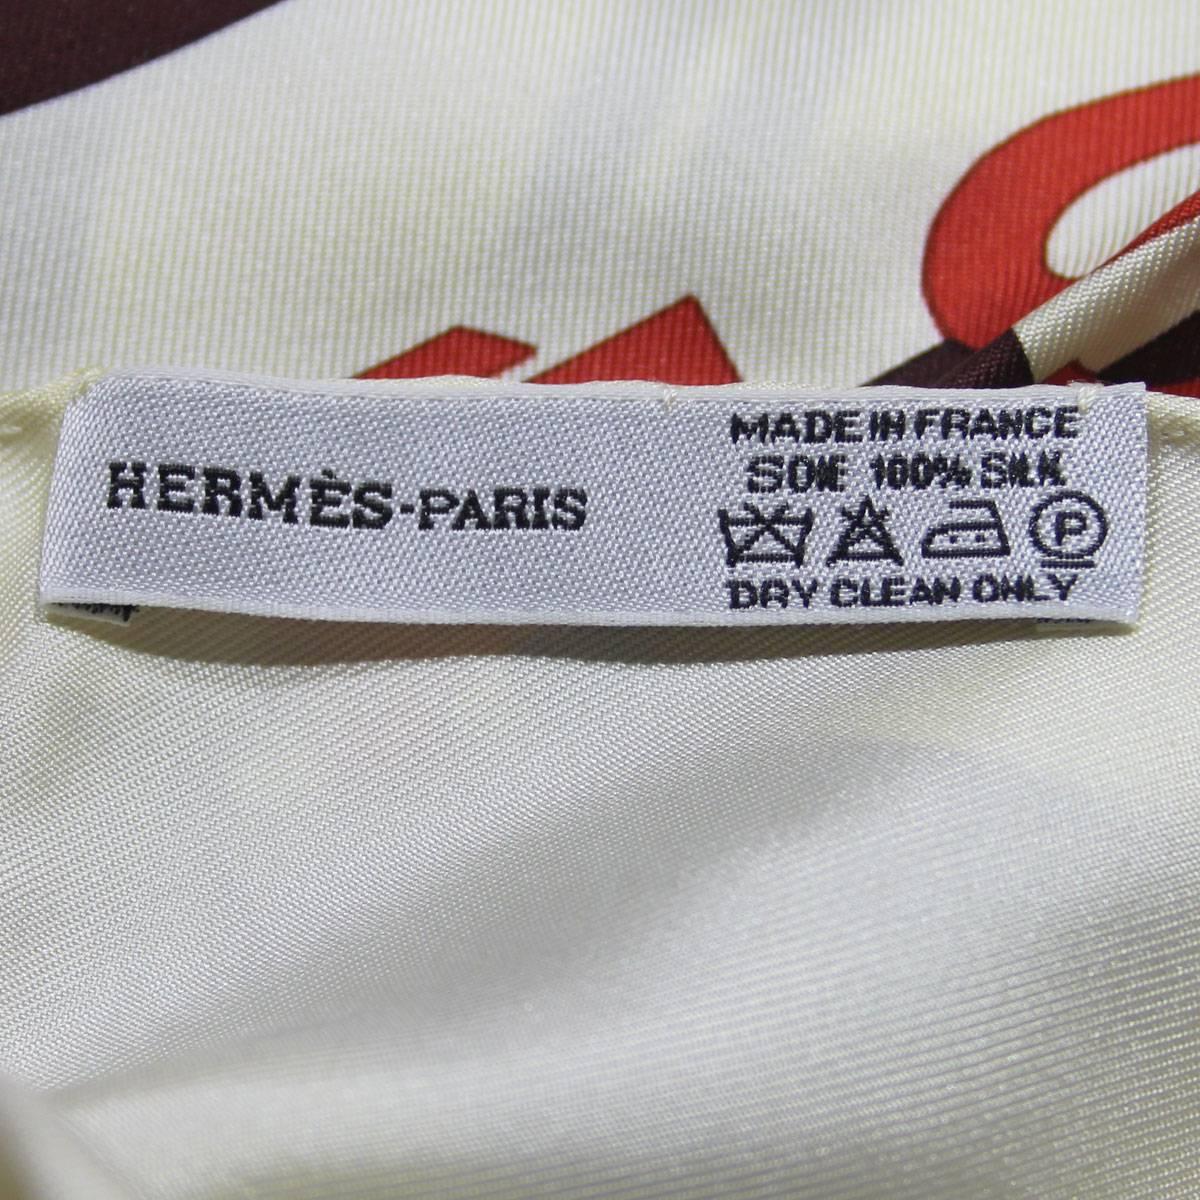 HERMÈS-PARIS
MADE IN FRANCE
SOIE 100% SILK
P
DRY CLEAN ONLY